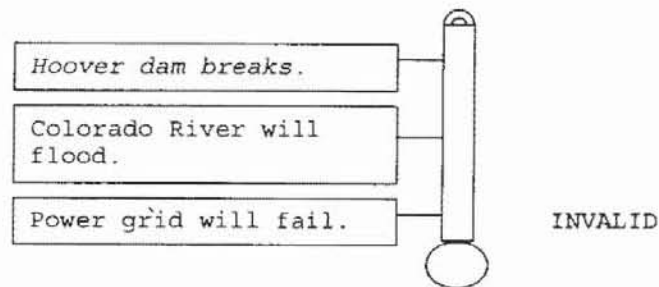 Hoover dam breaks.
Colorado River will
flood.
Power grid will fail.
INVALID